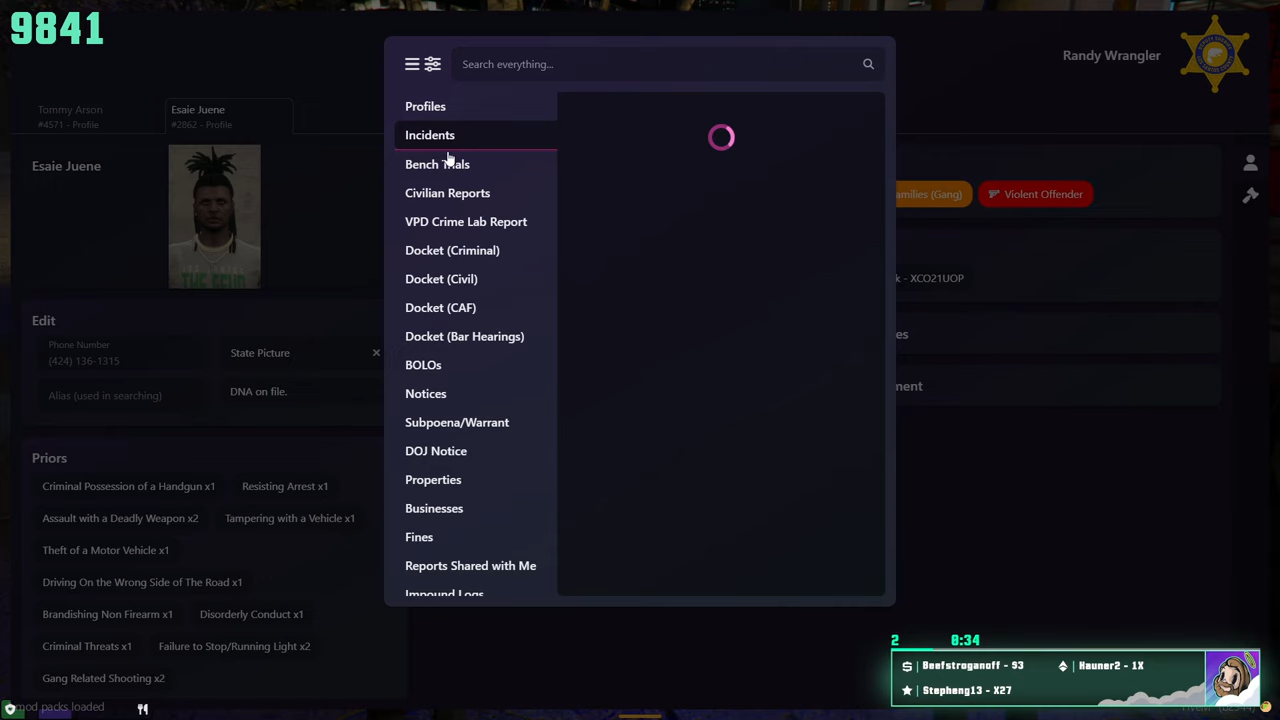 9841
Randy Wrangler
Search everything...
Tommy Arson
#4571 - Profile
Esaie Juene
#2862 - Profile
Esaie Juene
Profiles
Incidents
Bench Trials
Civilian Reports
VPD Crime Lab Report
Docket (Criminal)
Docket (Civil)
Docket (CAF)
Docket (Bar Hearings)
BOLOs
Notices
Subpoena/Warrant
DOJ Notice
Properties
Businesses
Fines
Reports Shared with Me
Impound Logs
amilies (Gang)
Violent Offender
k - XCO21UOP
es
ment
Edit
Phone Number
(424) 136-1315
State Picture
Alias (used in searching)
DNA on file.
Priors
Criminal Possession of a Handgun x1
Resisting Arrest x1
Assault with a Deadly Weapon x2
Tampering with a Vehicle x1
Theft of a Motor Vehicle x1
Driving On the Wrong Side of The Road x1
Brandishing Non Firearm x1
Disorderly Conduct x1
Criminal Threats x1
Failure to Stop/Running Light x2
Gang Related Shooting x2
mod packs loaded
2
8:34
Beefstroganoff - 93
Hauner2 - 1X
Stepheng13 - X27